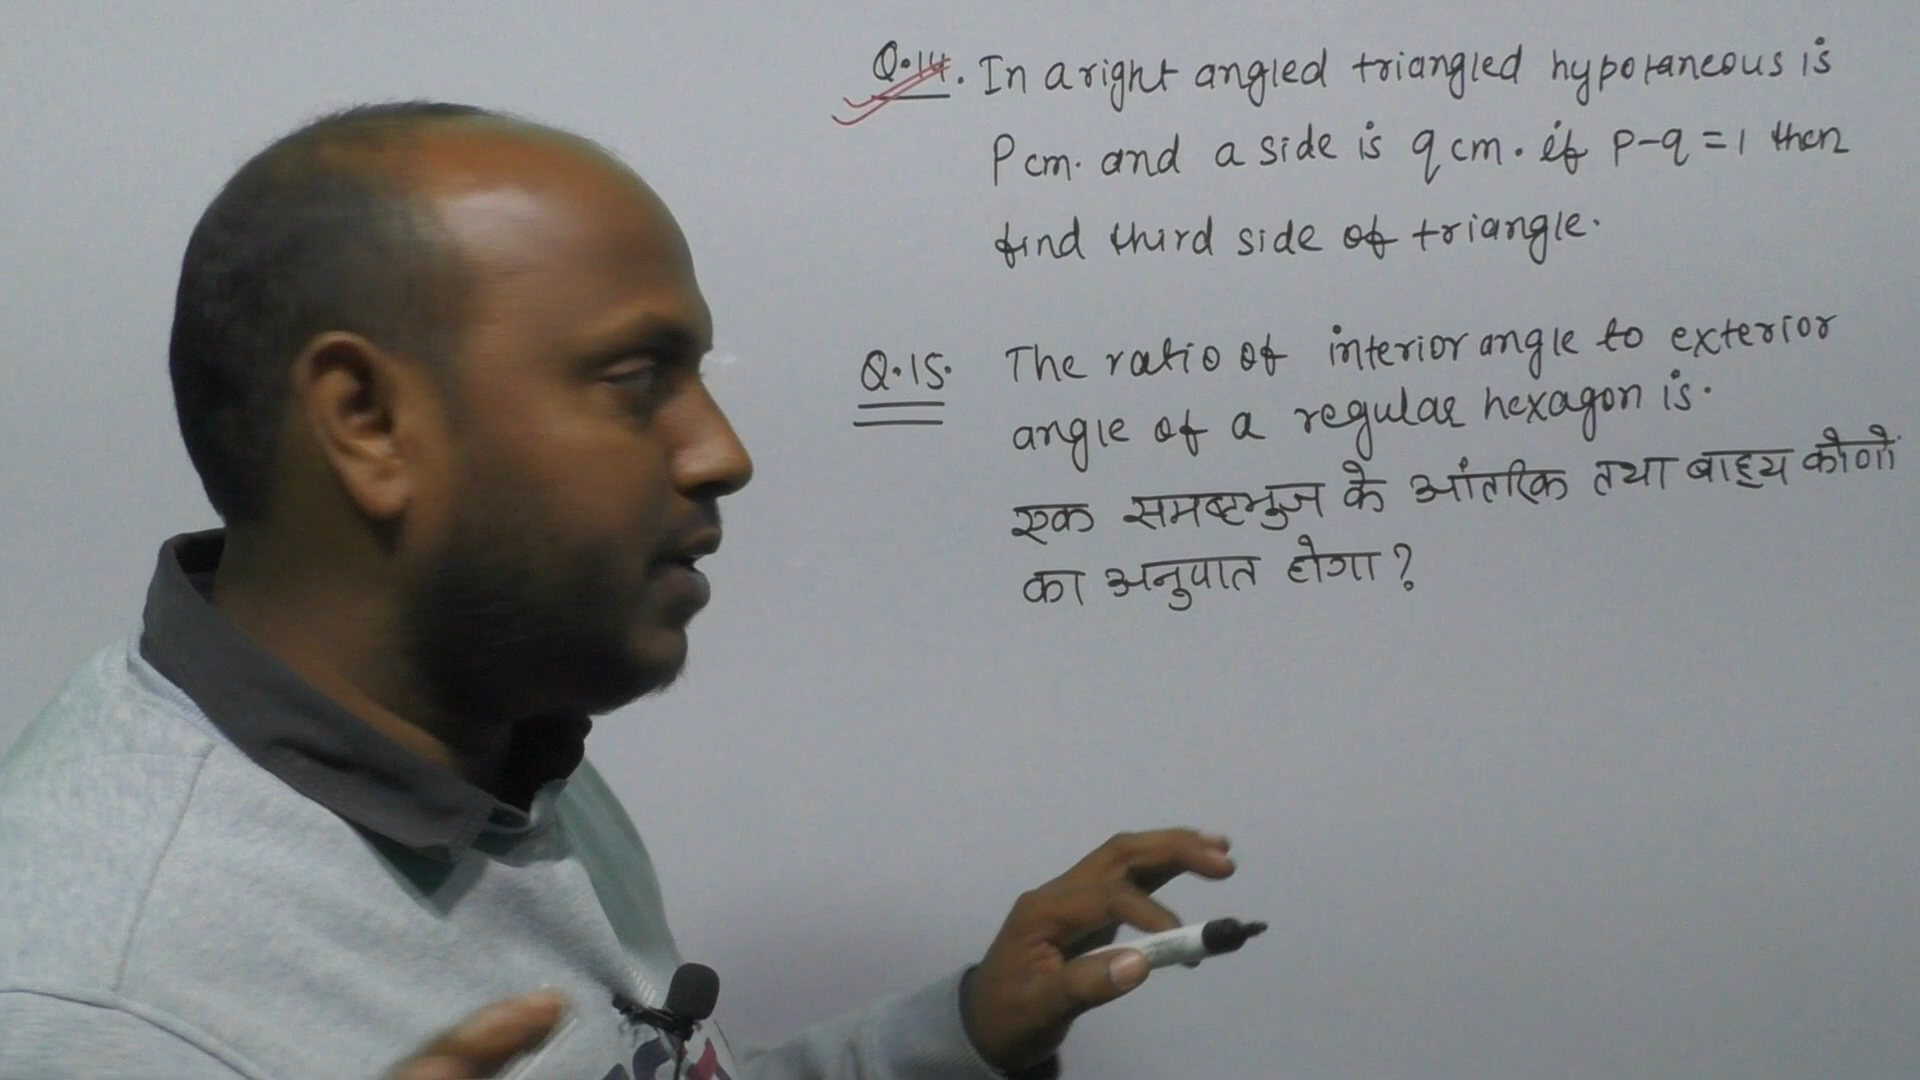 Q.14. In a right angled triangled hypotaneous is
P cm. and a side is q cm. if P-q = 1 then
find third side of triangle.
Q.15. The ratio of interior angle to exterior
angle of a regular hexagon is.
एक समषटभुज के आंतरिक तथा बाह्य कोणों
का अनुपात होगा ?